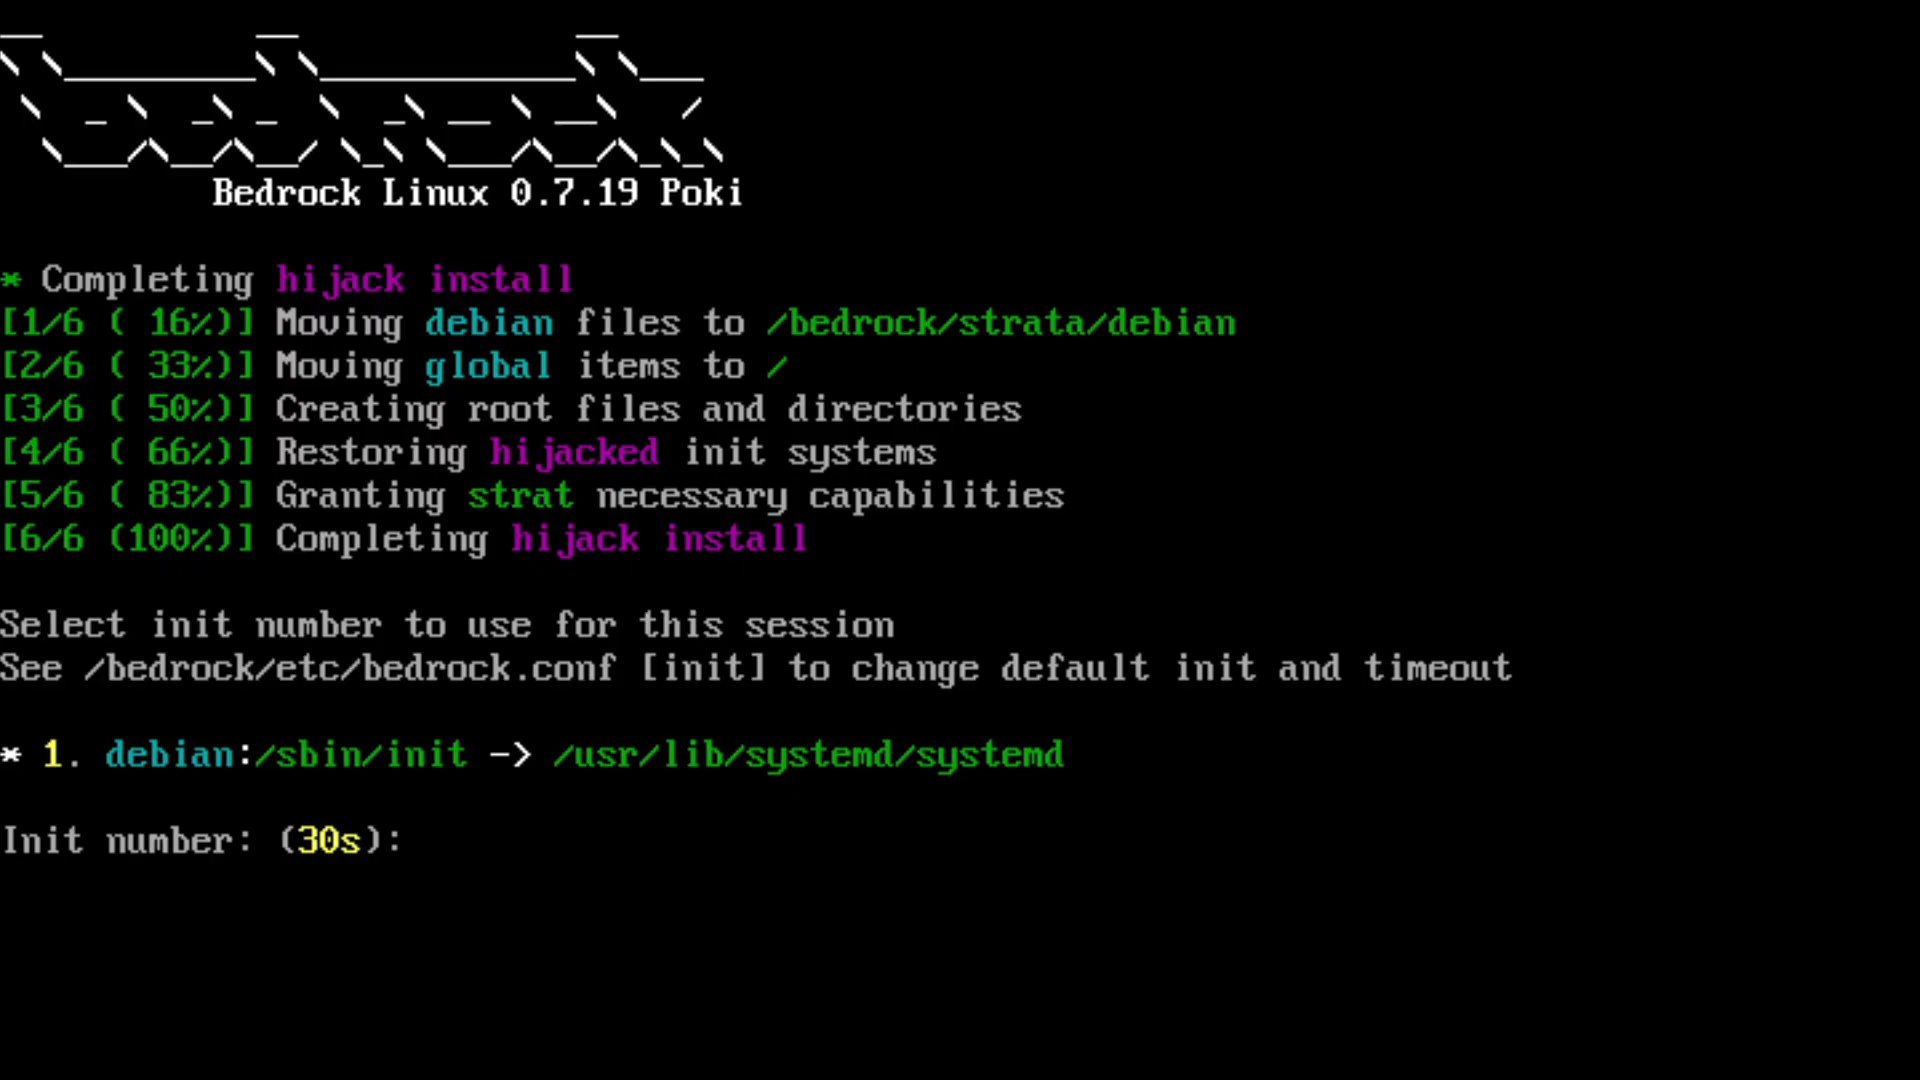 Bedrock Linux 0.7.19 Poki
* Completing hijack install
[1/6 ( 16%)] Moving debian files to /bedrock/strata/debian
[2/6 ( 33%)] Moving global items to /
[3/6 ( 50%)] Creating root files and directories
[4/6 ( 66%)] Restoring hijacked init systems
[5/6 ( 83%)] Granting strat necessary capabilities
[6/6 (100%)] Completing hijack install
Select init number to use for this session
See /bedrock/etc/bedrock.conf [init] to change default init and timeout
* 1. debian:/sbin/init -> /usr/lib/systemd/systemd
Init number: (30s):